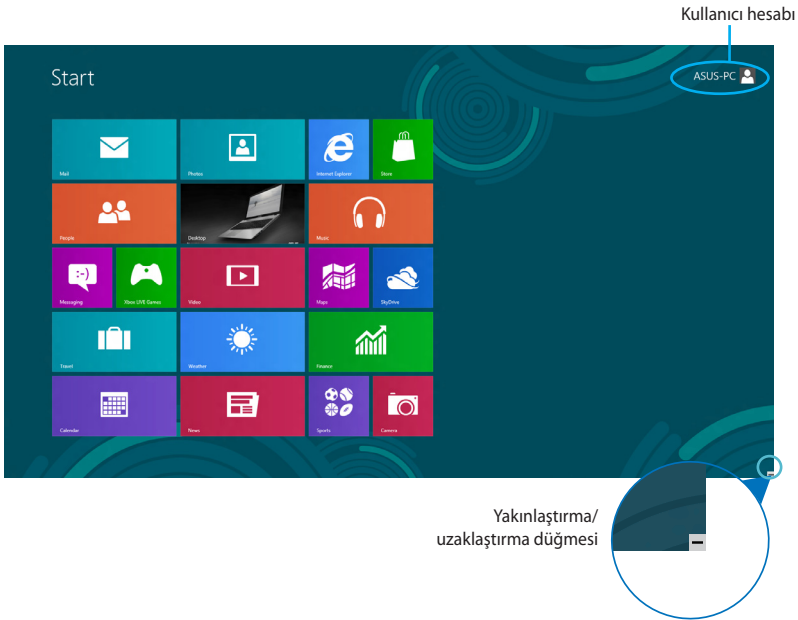 Kullanıcı hesabı
Start
ASUS-PC
Mail
Photos
Internet Explorer
Store
People
Desktop
Music
Messaging
Xbox LIVE Games
Video
Maps
SkyDrive
Travel
Weather
Finance
Calendar
News
Sports
Camera
Yakınlaştırma/
uzaklaştırma düğmesi